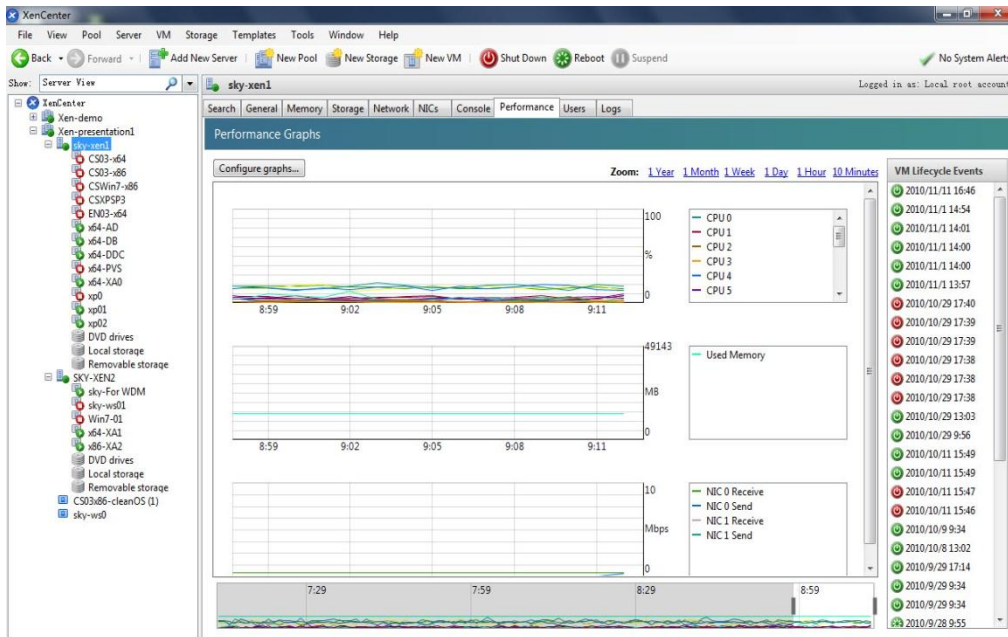 XenCenter
File View Pool Server VM Storage Templates Tools Window Help
Back Forward Add New Server New Pool New Storage New VM Shut Down Reboot Suspend No System Alerts
Show: Server View
sky-xen1
Logged in as: Local root account
XenCenter
Xen-demo
Xen-presentation1
sky-xen1
CS03-x64
CS03-x86
CSWin7-x86
CSXPSP3
EN03-x64
x64-AD
x64-DB
x64-DDC
x64-PVS
x64-XA0
xp0
xp01
xp02
DVD drives
Local storage
Removable storage
SKY-XEN2
sky-For WDM
sky-ws01
Win7-01
x64-XA1
x86-XA2
DVD drives
Local storage
Removable storage
CS03x86-cleanOS (1)
sky-ws0
Search General Memory Storage Network NICs Console Performance Users Logs
Performance Graphs
Configure graphs...
Zoom: 1 Year 1 Month 1 Week 1 Day 1 Hour 10 Minutes
100
%
0
8:59 9:02 9:05 9:08 9:11
CPU 0
CPU 1
CPU 2
CPU 3
CPU 4
CPU 5
49143
MB
0
8:59 9:02 9:05 9:08 9:11
Used Memory
10
Mbps
0
NIC 0 Receive
NIC 0 Send
NIC 1 Receive
NIC 1 Send
7:29 7:59 8:29 8:59
VM Lifecycle Events
2010/11/11 16:46
2010/11/1 14:54
2010/11/1 14:01
2010/11/1 14:00
2010/11/1 14:00
2010/11/1 13:57
2010/10/29 17:40
2010/10/29 17:39
2010/10/29 17:39
2010/10/29 17:38
2010/10/29 17:38
2010/10/29 17:38
2010/10/29 13:03
2010/10/29 9:56
2010/10/11 15:49
2010/10/11 15:49
2010/10/11 15:47
2010/10/11 15:46
2010/10/9 9:34
2010/10/8 13:02
2010/9/29 17:14
2010/9/29 9:34
2010/9/29 9:34
2010/9/28 9:55